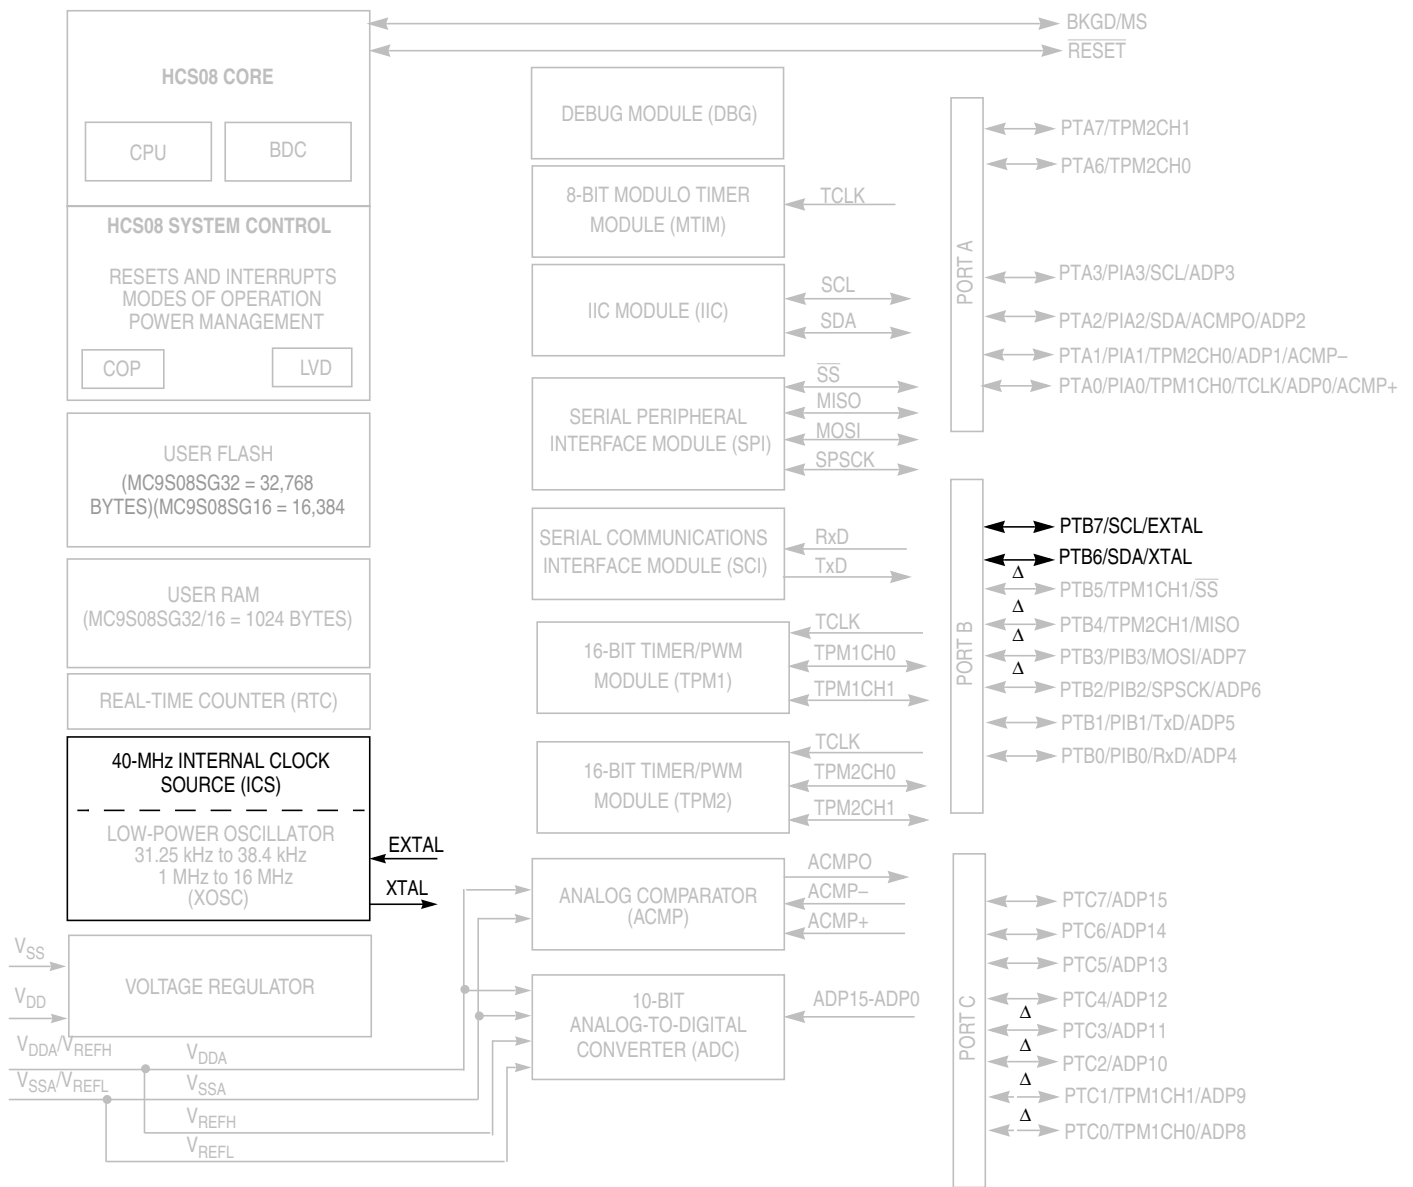 BKGD/MS
RESET
HCS08 CORE
CPU
BDC
HCS08 SYSTEM CONTROL
RESETS AND INTERRUPTS
MODES OF OPERATION
POWER MANAGEMENT
COP
LVD
USER FLASH
(MC9S08SG32 = 32,768
BYTES)(MC9S08SG16 = 16,384
USER RAM
(MC9S08SG32/16 = 1024 BYTES)
REAL-TIME COUNTER (RTC)
40-MHz INTERNAL CLOCK
SOURCE (ICS)
LOW-POWER OSCILLATOR
31.25 kHz to 38.4 kHz
1 MHz to 16 MHz
(XOSC)
EXTAL
XTAL
VSS
VDD
VOLTAGE REGULATOR
VDDA/VREFH
VSSA/VREFL
VDDA
VSSA
VREFH
VREFL
DEBUG MODULE (DBG)
8-BIT MODULO TIMER
MODULE (MTIM)
TCLK
IIC MODULE (IIC)
SCL
SDA
SERIAL PERIPHERAL
INTERFACE MODULE (SPI)
SS
MISO
MOSI
SPSCK
SERIAL COMMUNICATIONS
INTERFACE MODULE (SCI)
RxD
TxD
16-BIT TIMER/PWM
MODULE (TPM1)
TCLK
TPM1CH0
TPM1CH1
16-BIT TIMER/PWM
MODULE (TPM2)
TCLK
TPM2CH0
TPM2CH1
ANALOG COMPARATOR
(ACMP)
ACMPO
ACMP–
ACMP+
10-BIT
ANALOG-TO-DIGITAL
CONVERTER (ADC)
ADP15-ADP0
PORT A
PTA7/TPM2CH1
PTA6/TPM2CH0
PTA3/PIA3/SCL/ADP3
PTA2/PIA2/SDA/ACMPO/ADP2
PTA1/PIA1/TPM2CH0/ADP1/ACMP–
PTA0/PIA0/TPM1CH0/TCLK/ADP0/ACMP+
PORT B
PTB7/SCL/EXTAL
PTB6/SDA/XTAL
Δ
PTB5/TPM1CH1/SS
Δ
PTB4/TPM2CH1/MISO
Δ
PTB3/PIB3/MOSI/ADP7
Δ
PTB2/PIB2/SPSCK/ADP6
PTB1/PIB1/TxD/ADP5
PTB0/PIB0/RxD/ADP4
PORT C
PTC7/ADP15
PTC6/ADP14
PTC5/ADP13
PTC4/ADP12
Δ
PTC3/ADP11
Δ
PTC2/ADP10
Δ
PTC1/TPM1CH1/ADP9
Δ
PTC0/TPM1CH0/ADP8